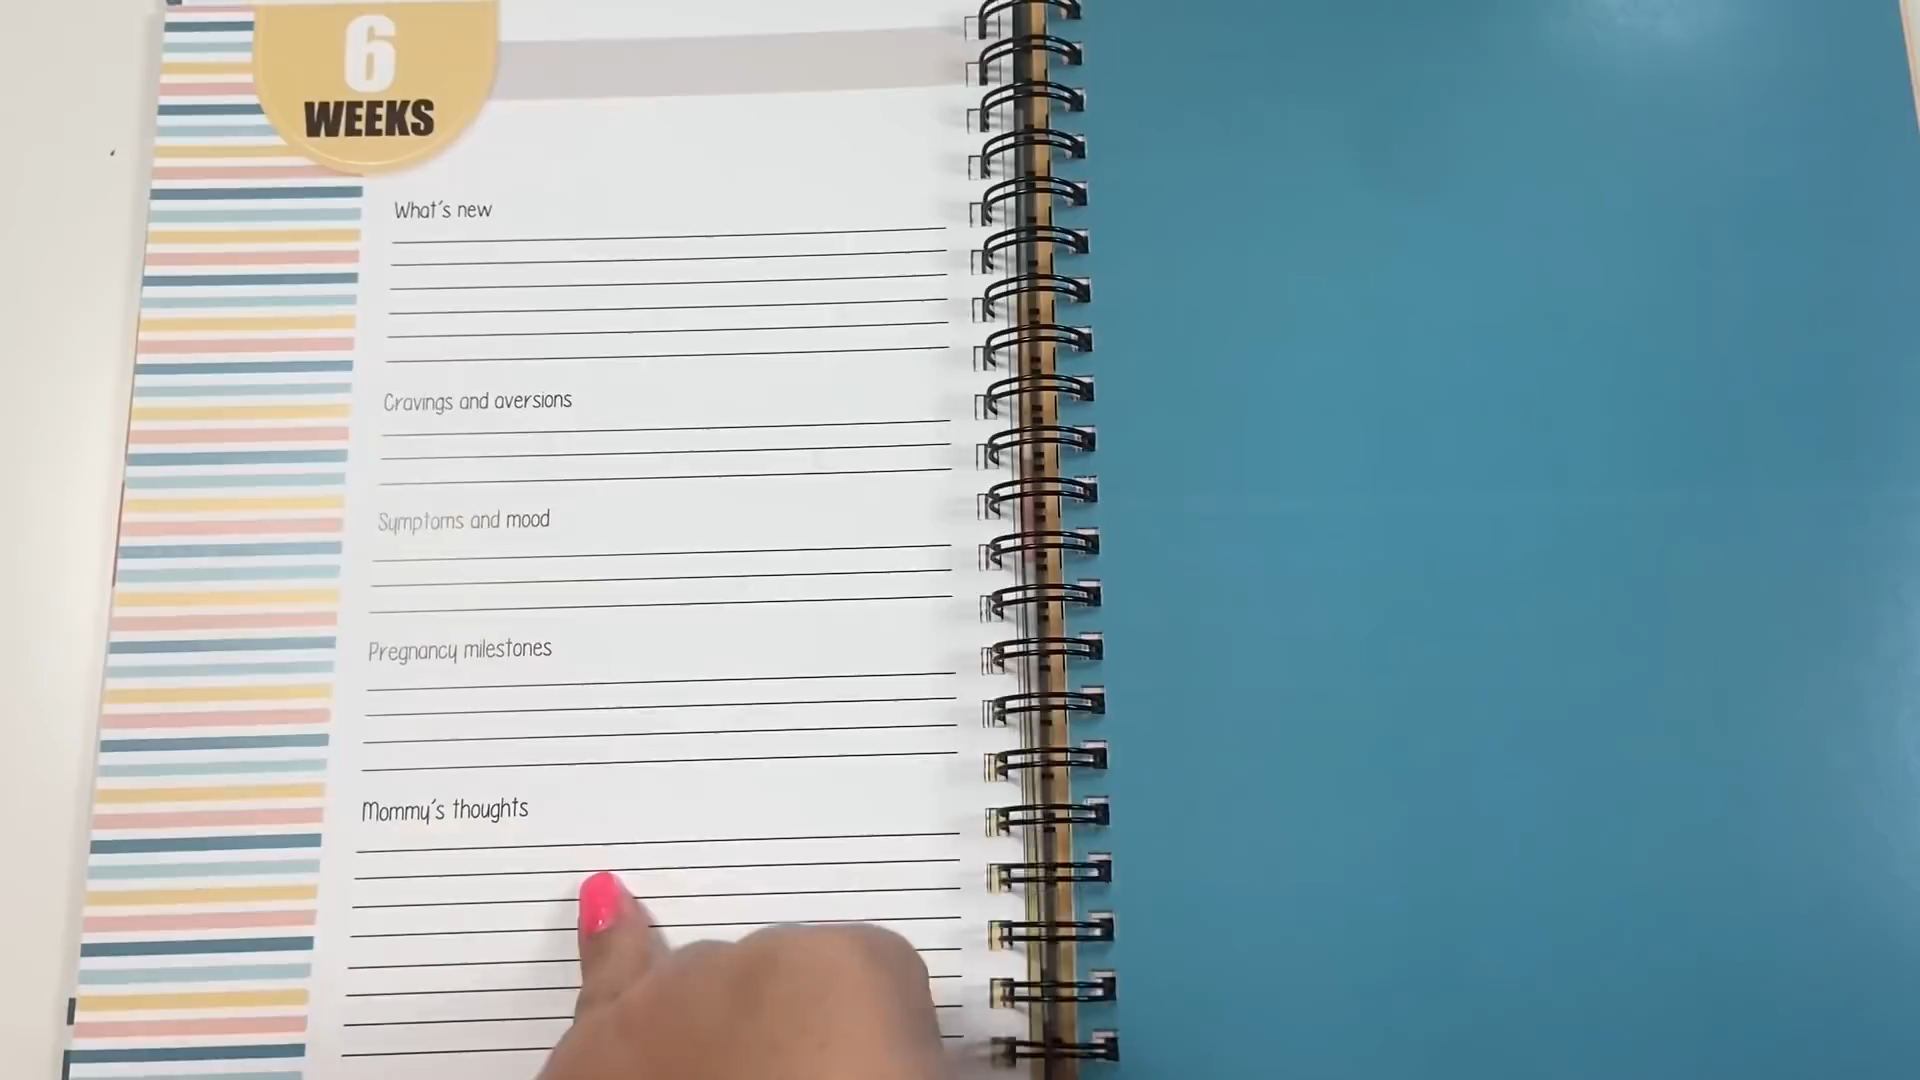 6
WEEKS
What's new
Cravings and aversions
Symptoms and mood
Pregnancy milestones
Mommy's thoughts